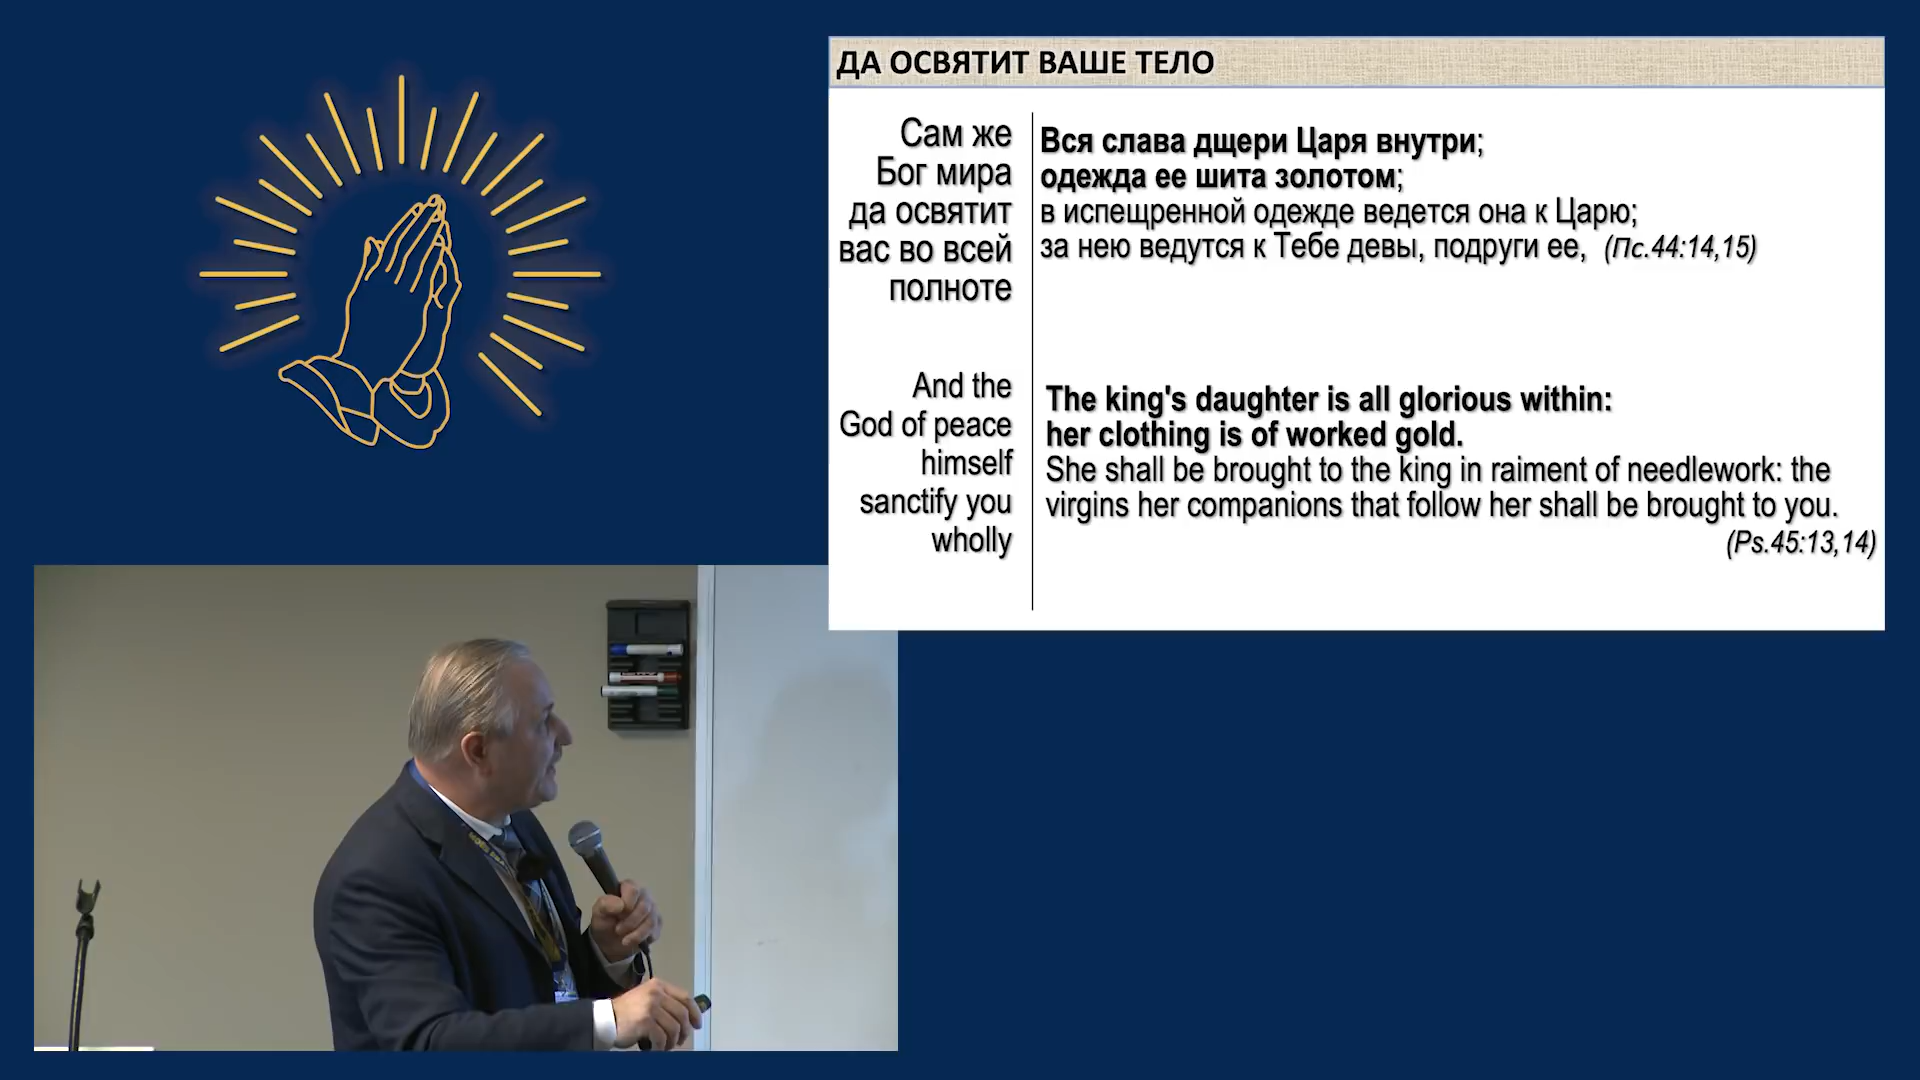 ДА ОСВЯТИТ ВАШЕ ТЕЛО
Сам же
Бог мира
да освятит
вас во всей
полноте
Вся слава дщери Царя внутри;
одежда ее шита золотом;
в испещренной одежде ведется она к Царю;
за нею ведутся к Тебе девы, подруги ее, (Пс.44:14,15)
And the
God of peace
himself
sanctify you
wholly
The king's daughter is all glorious within:
her clothing is of worked gold.
She shall be brought to the king in raiment of needlework: the
virgins her companions that follow her shall be brought to you.
(Ps.45:13,14)